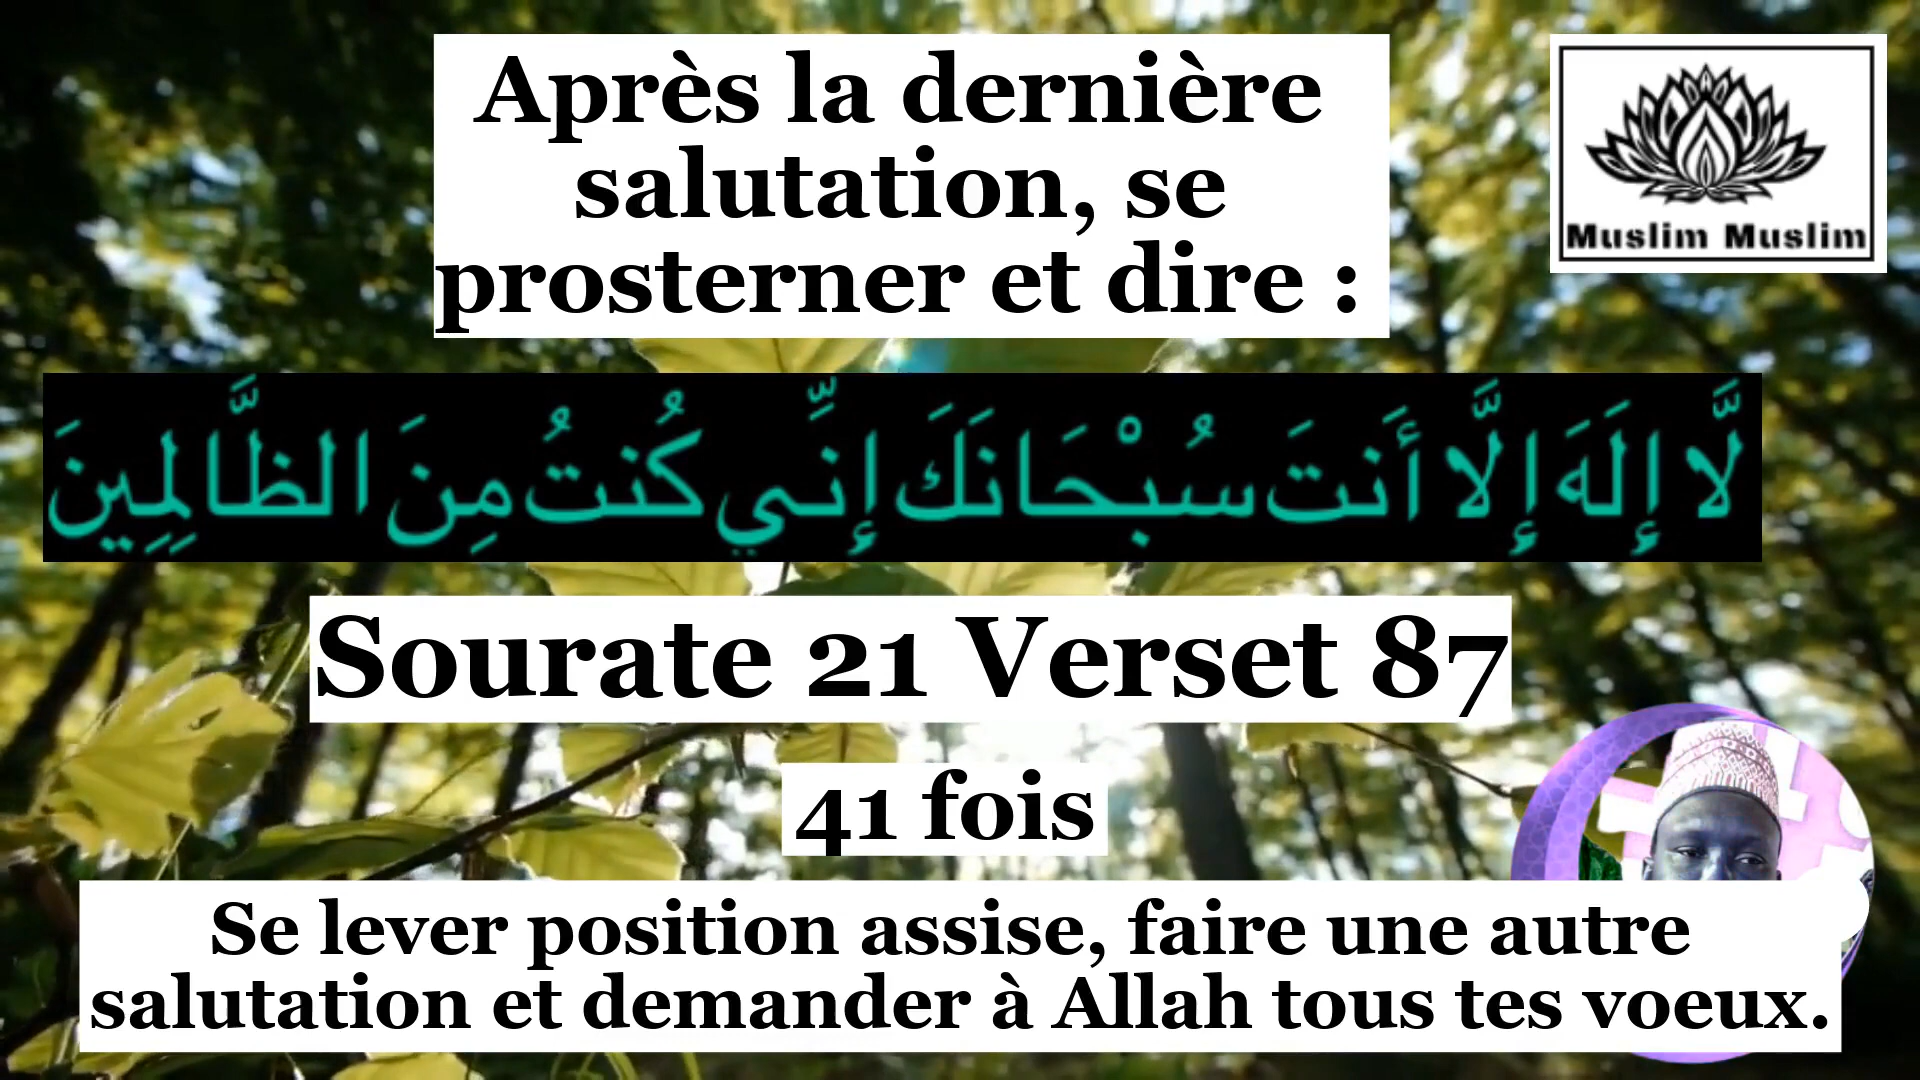 Après la dernière
salutation, se
prosterner et dire :
Muslim Muslim
لَّا إِلَهَ إِلَّا أَنتَ سُبْحَانَكَ إِنِّي كُنتُ مِنَ الظَّالِمِينَ
Sourate 21 Verset 87
41 fois
Se lever position assise, faire une autre
salutation et demander à Allah tous tes voeux.